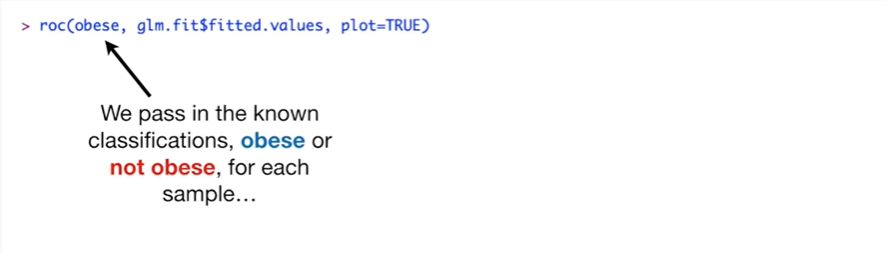 > roc(obese, glm.fit$fitted.values, plot=TRUE)
We pass in the known
classifications, obese or
not obese, for each
sample…